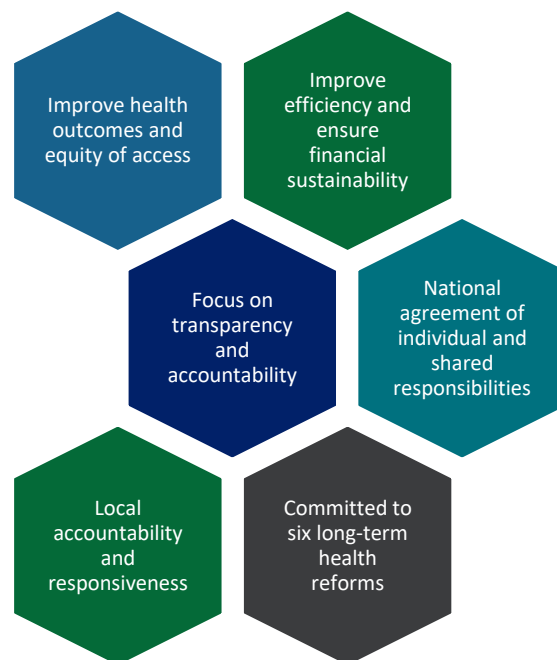 Improve health
outcomes and
equity of access
Improve
efficiency and
ensure
financial
sustainability
Focus on
transparency
and
accountability
National
agreement of
individual and
shared
responsibilities
Local
accountability
and
responsiveness
Committed to
six long-term
health
reforms